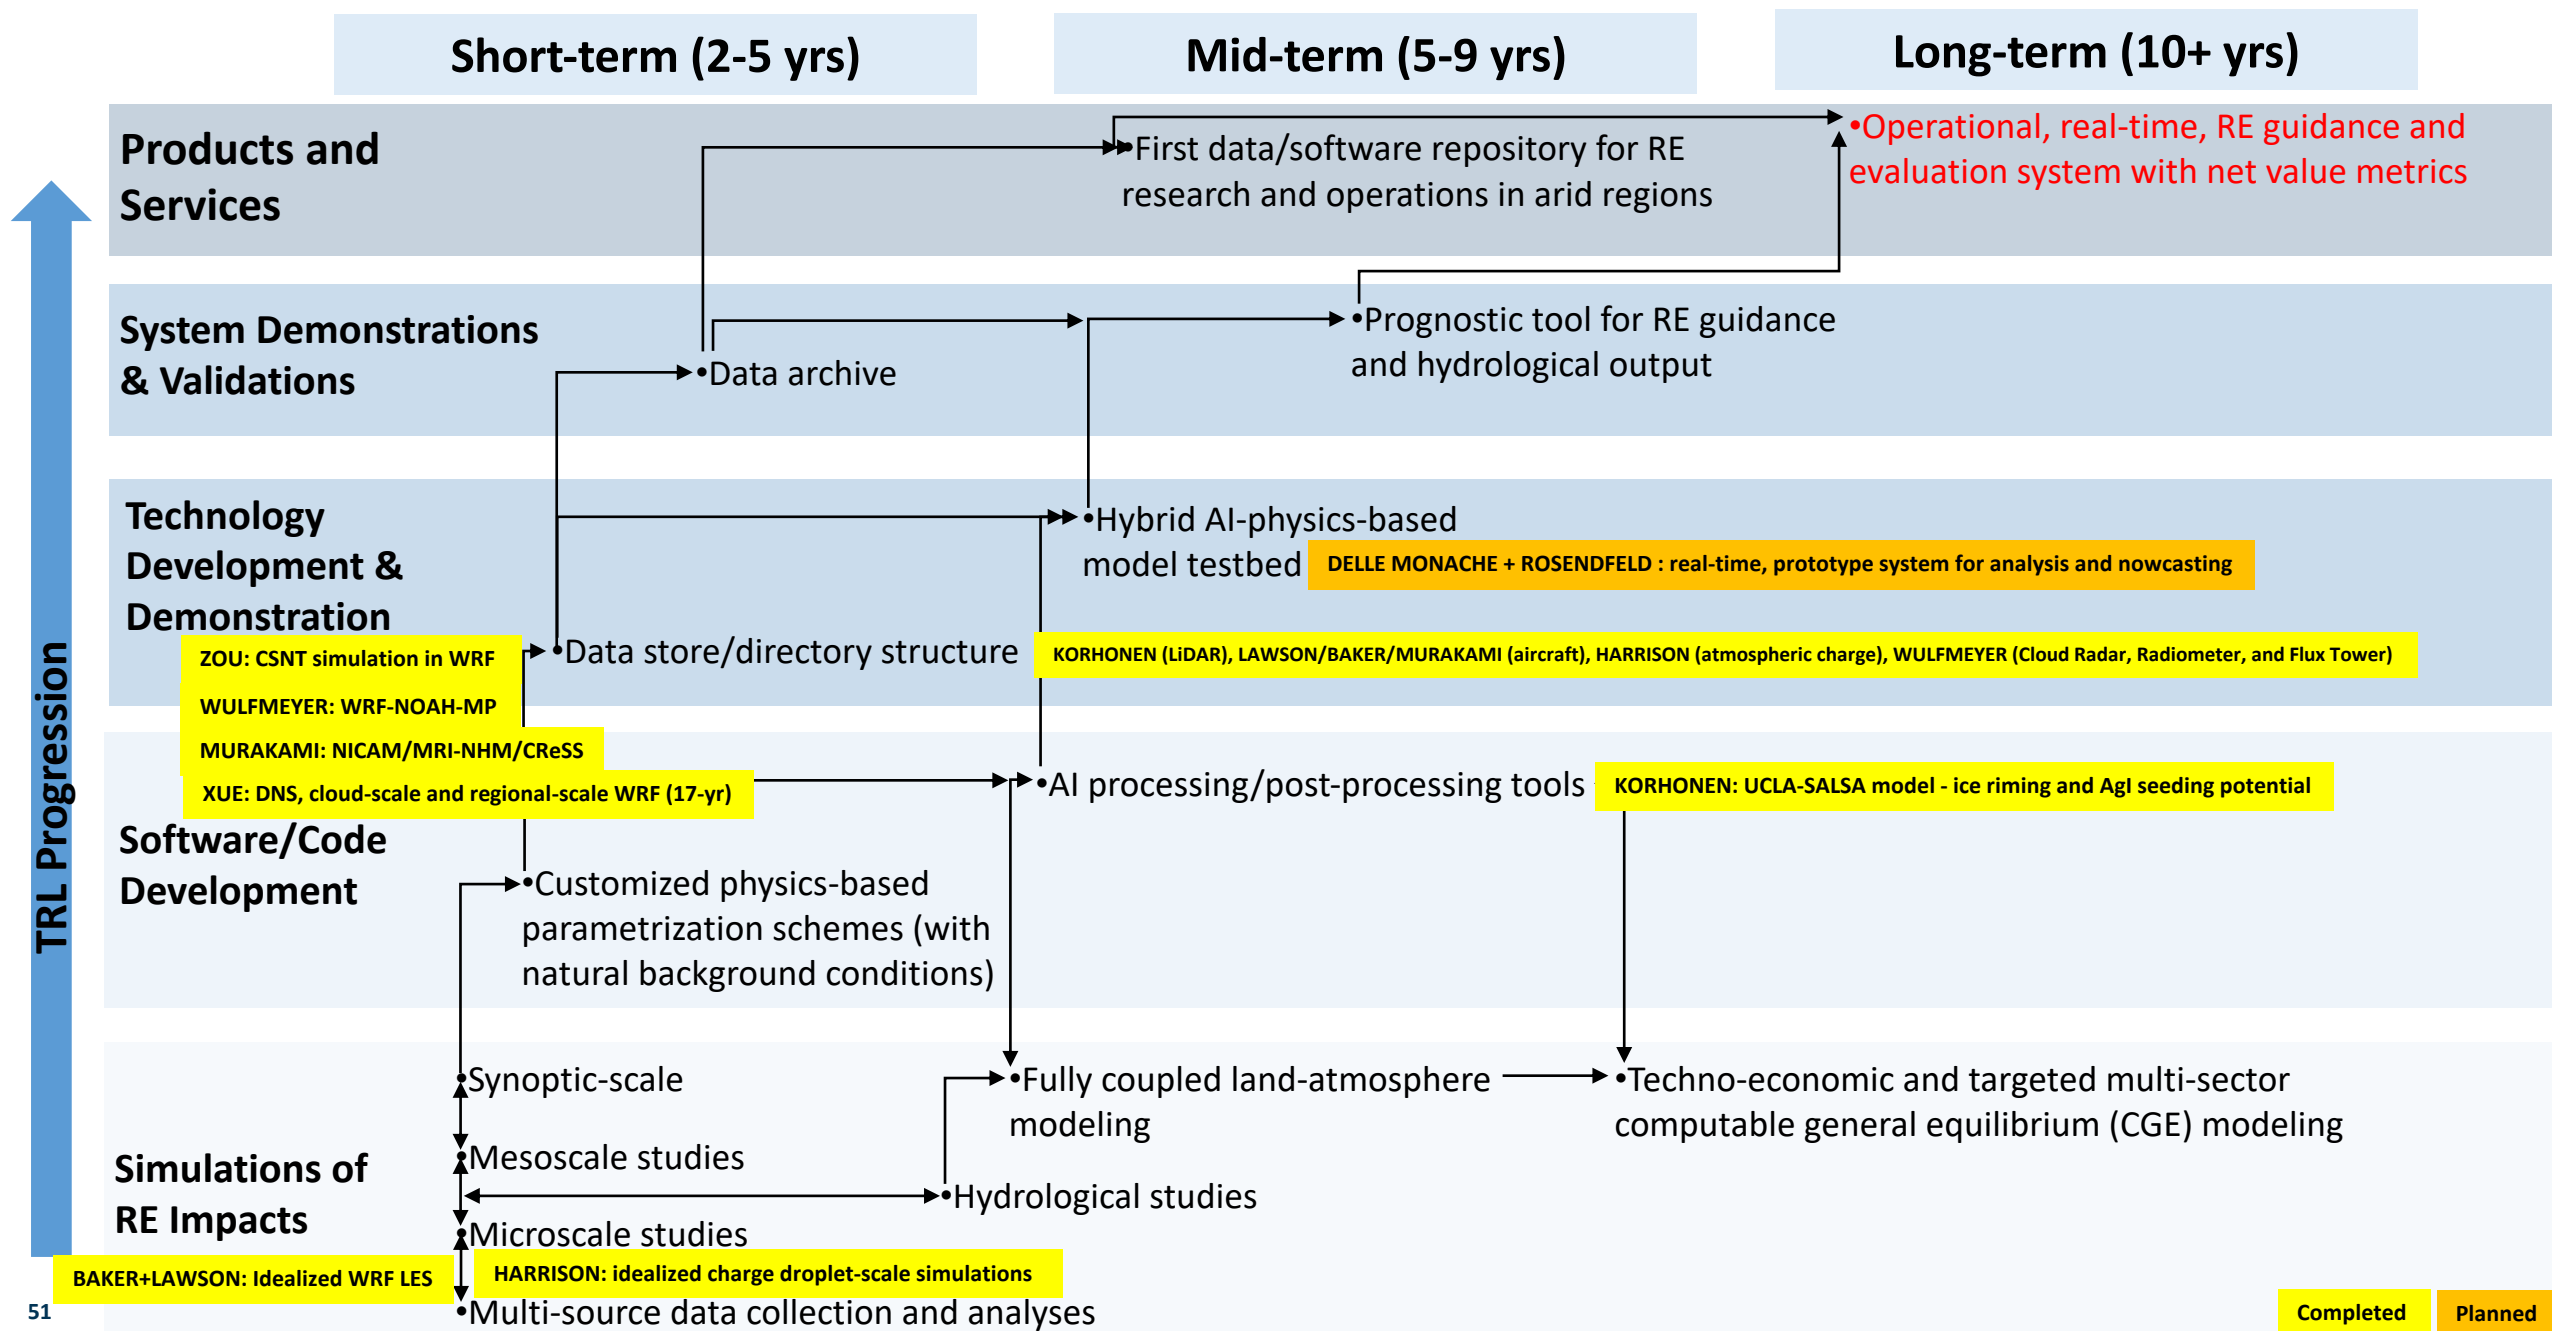 Short-term (2-5 yrs)
Mid-term (5-9 yrs)
Long-term (10+ yrs)
Products and
Services
•First data/software repository for RE
research and operations in arid regions
•Operational, real-time, RE guidance and
evaluation system with net value metrics
System Demonstrations
& Validations
•Data archive
•Prognostic tool for RE guidance
and hydrological output
Technology
Development &
Demonstration
•Hybrid AI-physics-based
model testbed
DELLE MONACHE + ROSENDFELD : real-time, prototype system for analysis and nowcasting
•Data store/directory structure
KORHONEN (LiDAR), LAWSON/BAKER/MURAKAMI (aircraft), HARRISON (atmospheric charge), WULFMEYER (Cloud Radar, Radiometer, and Flux Tower)
ZOU: CSNT simulation in WRF
WULFMEYER: WRF-NOAH-MP
MURAKAMI: NICAM/MRI-NHM/CReSS
XUE: DNS, cloud-scale and regional-scale WRF (17-yr)
TRL Progression
Software/Code
Development
•AI processing/post-processing tools
KORHONEN: UCLA-SALSA model - ice riming and AgI seeding potential
•Customized physics-based
parametrization schemes (with
natural background conditions)
Simulations of
RE Impacts
•Synoptic-scale
•Mesoscale studies
•Microscale studies
•Multi-source data collection and analyses
•Hydrological studies
•Fully coupled land-atmosphere
modeling
•Techno-economic and targeted multi-sector
computable general equilibrium (CGE) modeling
BAKER+LAWSON: Idealized WRF LES
HARRISON: idealized charge droplet-scale simulations
51
Completed
Planned